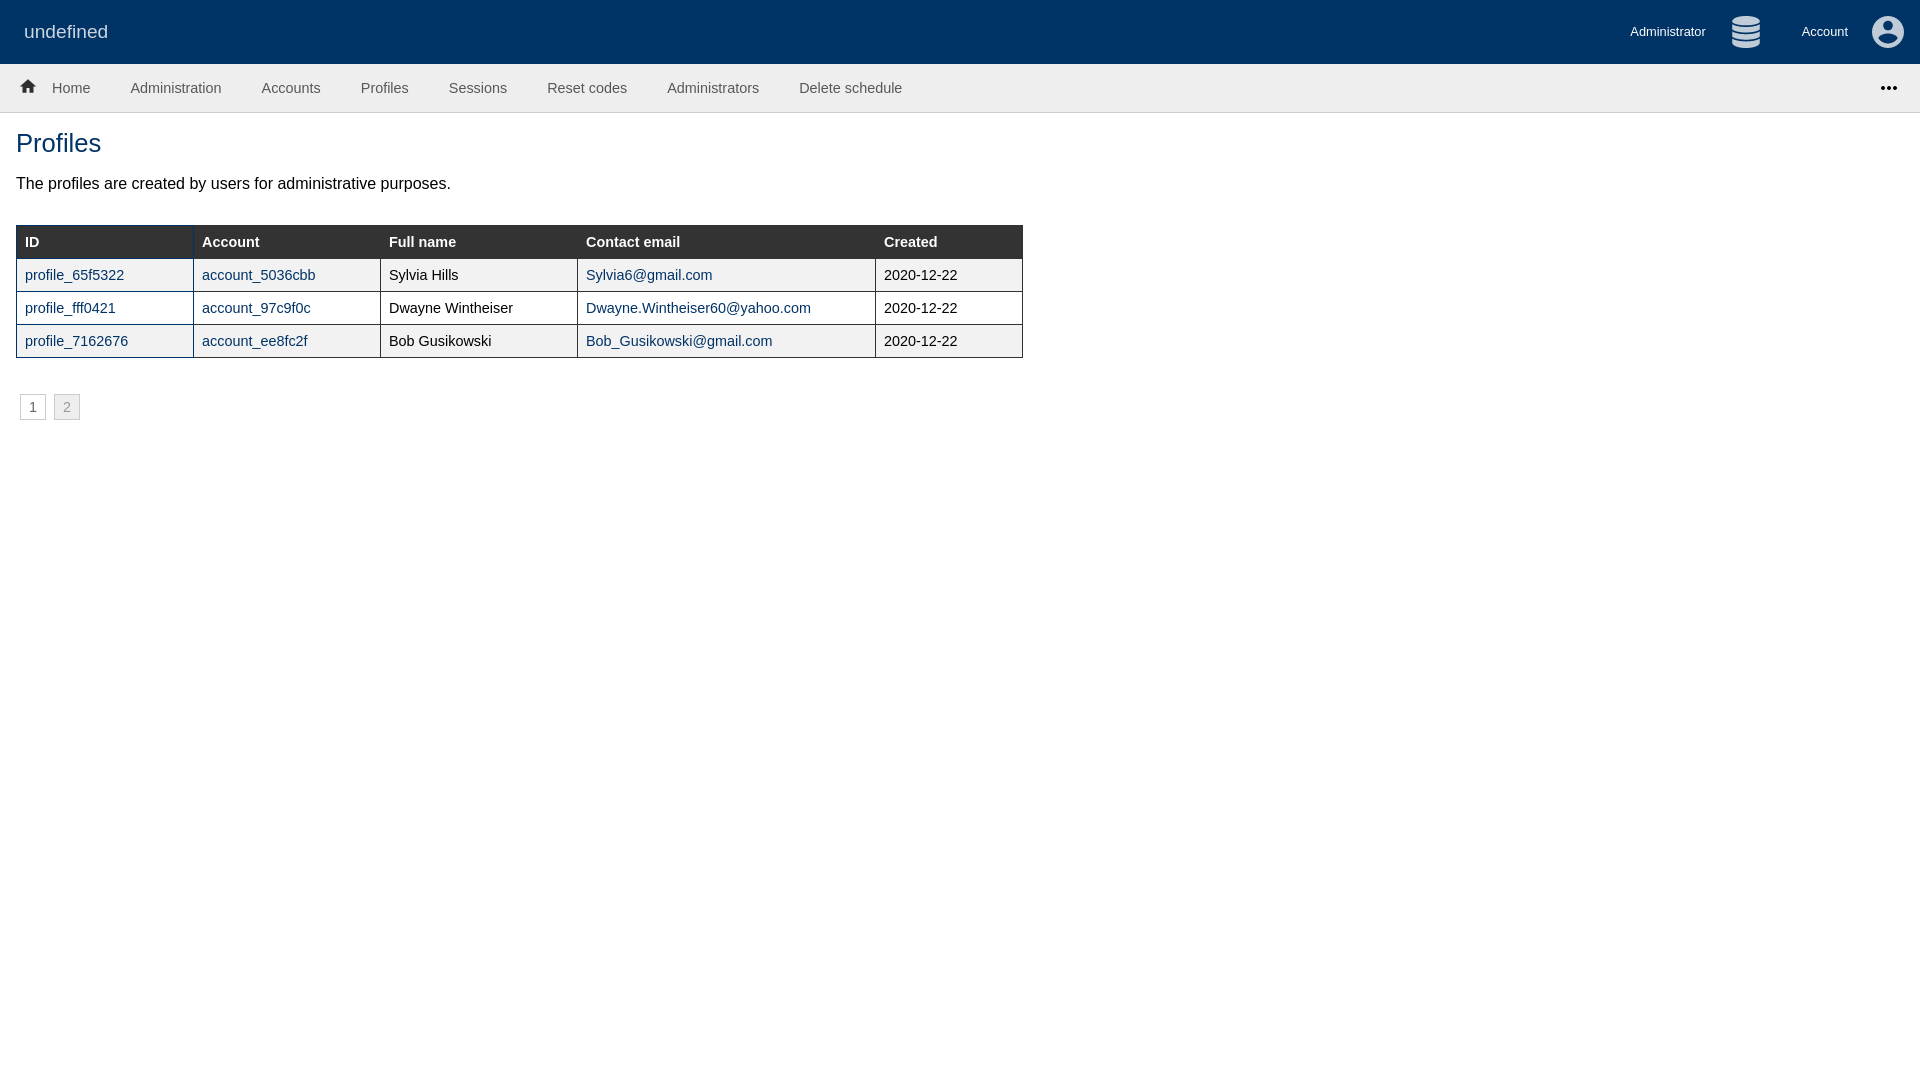 undefined
Administrator Account
Home Administration Accounts Profiles Sessions Reset codes Administrators Delete schedule
Profiles
The profiles are created by users for administrative purposes.
ID Account Full name Contact email Created
profile_65f5322 account_5036cbb Sylvia Hills Sylvia6@gmail.com 2020-12-22
profile_fff0421 account_97c9f0c Dwayne Wintheiser Dwayne.Wintheiser60@yahoo.com 2020-12-22
profile_7162676 account_ee8fc2f Bob Gusikowski Bob_Gusikowski@gmail.com 2020-12-22
1 2